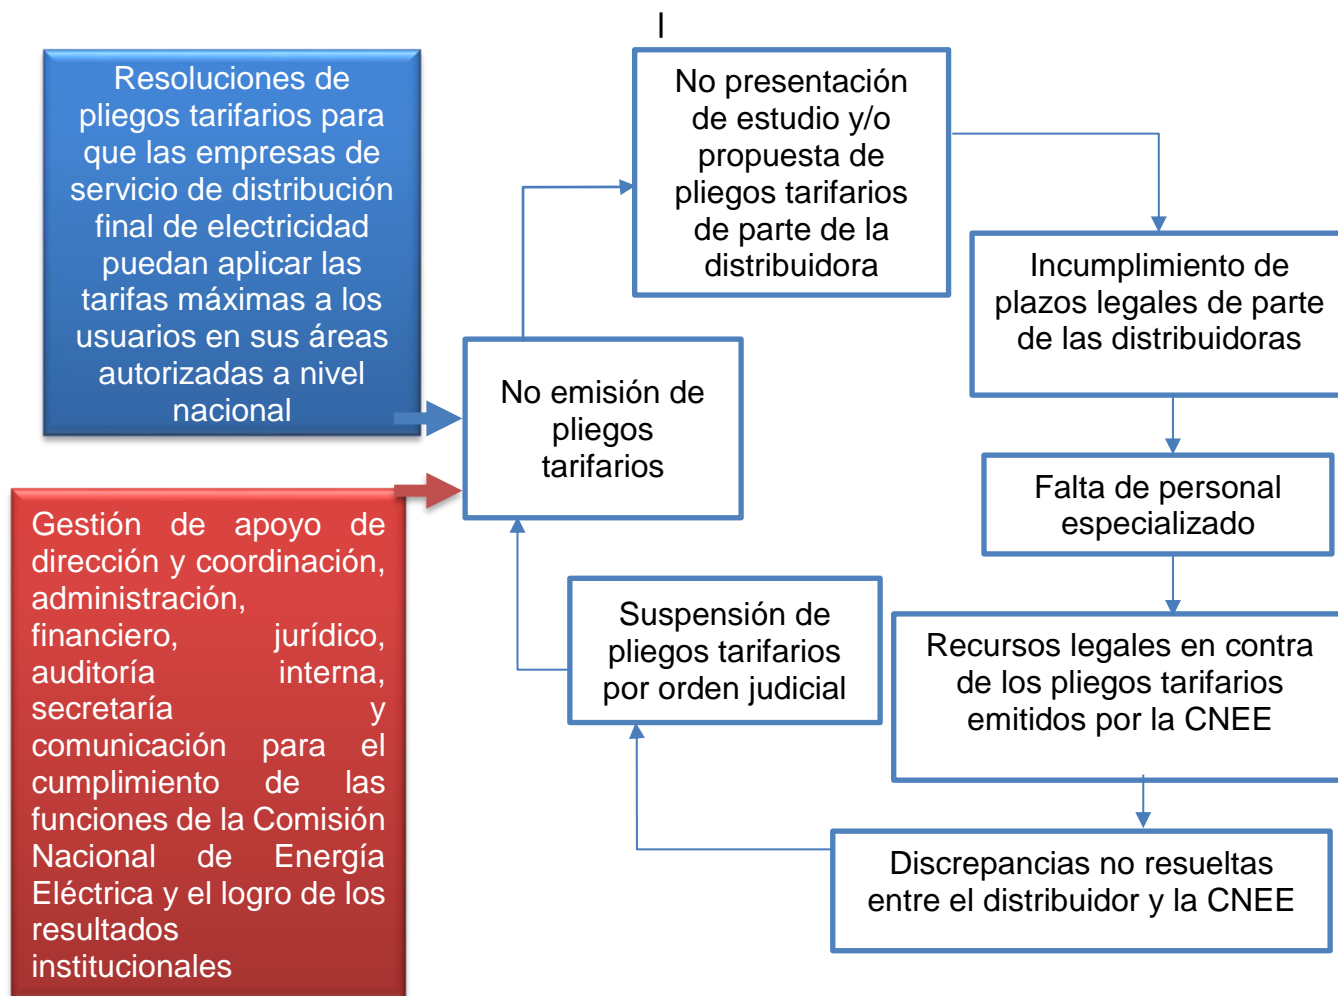 I
Resoluciones de
pliegos tarifarios para
que las empresas de
servicio de distribución
final de electricidad
puedan aplicar las
tarifas máximas a los
usuarios en sus áreas
autorizadas a nivel
nacional
No presentación
de estudio y/o
propuesta de
pliegos tarifarios
de parte de la
distribuidora
Incumplimiento de
plazos legales de parte
de las distribuidoras
No emisión de
pliegos
tarifarios
Falta de personal
especializado
Gestión de apoyo de
dirección y coordinación,
administración,
financiero, jurídico,
auditoría interna,
secretaría y
comunicación para el
cumplimiento de las
funciones de la Comisión
Nacional de Energía
Eléctrica y el logro de los
resultados
institucionales
Suspensión de
pliegos tarifarios
por orden judicial
Recursos legales en contra
de los pliegos tarifarios
emitidos por la CNEE
Discrepancias no resueltas
entre el distribuidor y la CNEE